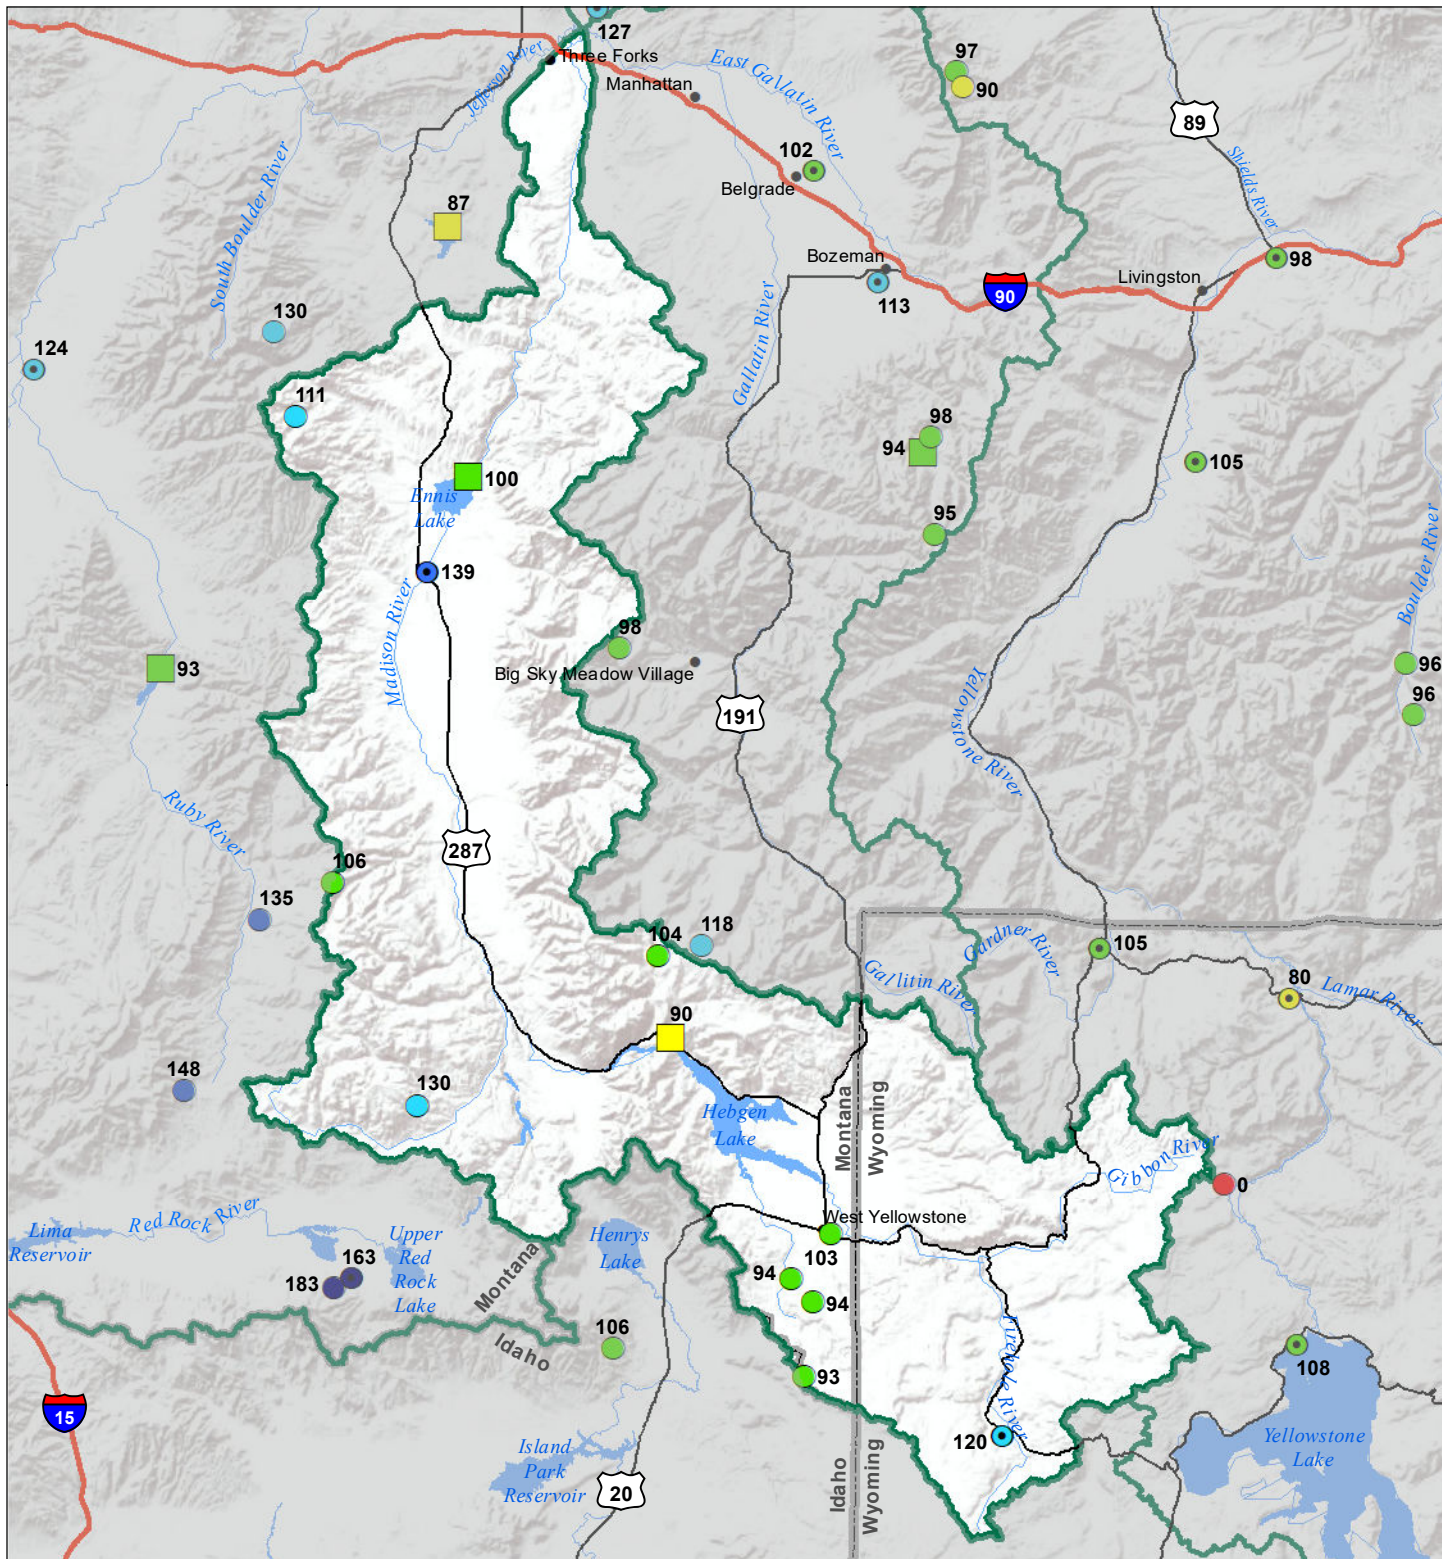 127
Three Forks
Jefferson River
Manhattan
East Gallatin River
97
90
89
Shields River
102
Belgrade
87
South Boulder River
Bozeman
113
90
Livingston
98
130
124
Gallatin River
111
98
94
105
100
Ennis
Lake
95
Boulder River
139
Madison River
98
Big Sky Meadow Village
93
96
96
191
Yellowstone River
Ruby River
287
106
135
104
118
105
Gardner River
Gallitin River
80
Lamar River
90
148
130
Hebgen
Lake
Montana
Wyoming
Gibbon River
0
West Yellowstone
103
94
94
Lima
Reservoir
Red Rock River
Upper
Red
Rock
Lake
Henrys
Lake
163
183
Montana
Idaho
106
93
Firehole River
108
15
120
Yellowstone
Lake
Island
Park
Reservoir
20
Idaho
Wyoming